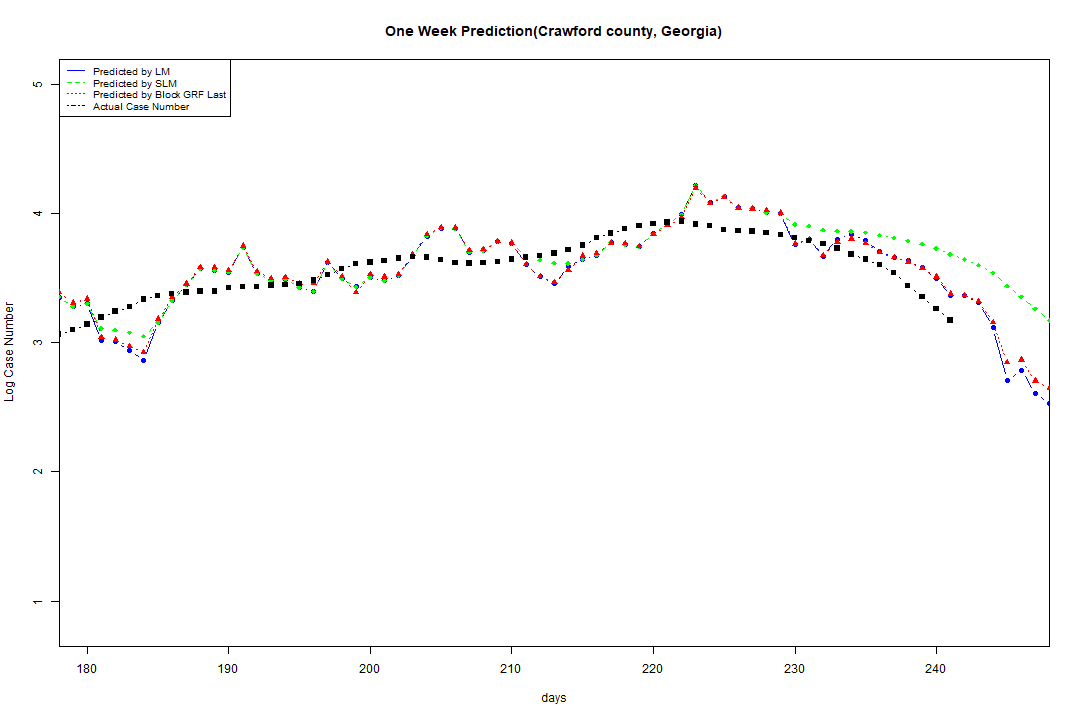 One Week Prediction(Crawford county, Georgia)
Predicted by LM
Predicted by SLM
Predicted by Block GRF Last
Actual Case Number
5
4
3
2
1
Log Case Number
180 190 200 210 220 230 240
days